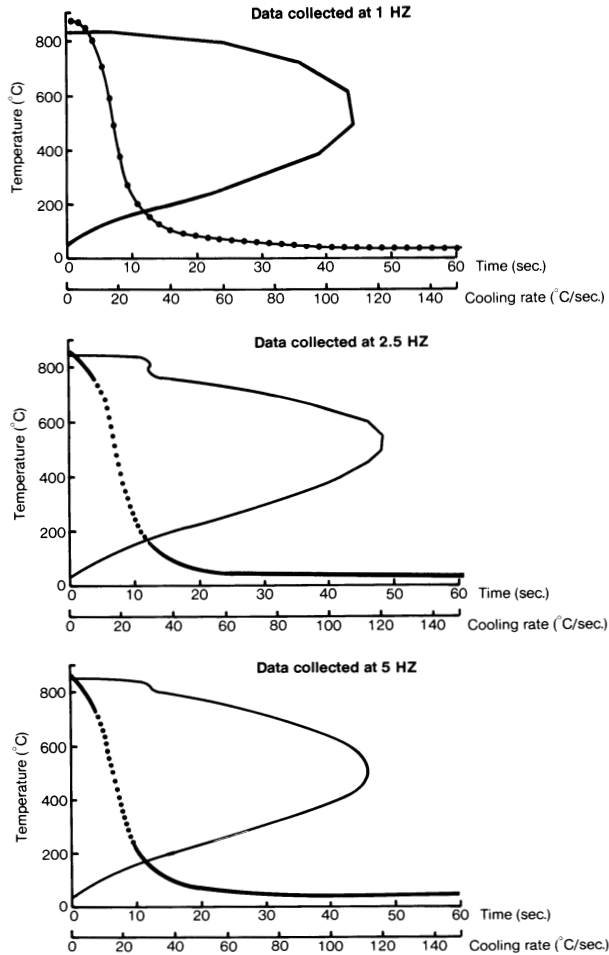 Data collected at 1 HZ
Temperature (°C)
800
600
400
200
0
0 10 20 30 40 50 60 Time (sec.)
0 20 40 60 80 100 120 140 Cooling rate (°C/sec.)
Data collected at 2.5 HZ
Temperature (°C)
800
600
400
200
0
0 10 20 30 40 50 60 Time (sec.)
0 20 40 60 80 100 120 140 Cooling rate (°C/sec.)
Data collected at 5 HZ
Temperature (°C)
800
600
400
200
0
0 10 20 30 40 50 60 Time (sec.)
0 20 40 60 80 100 120 140 Cooling rate (°C/sec.)